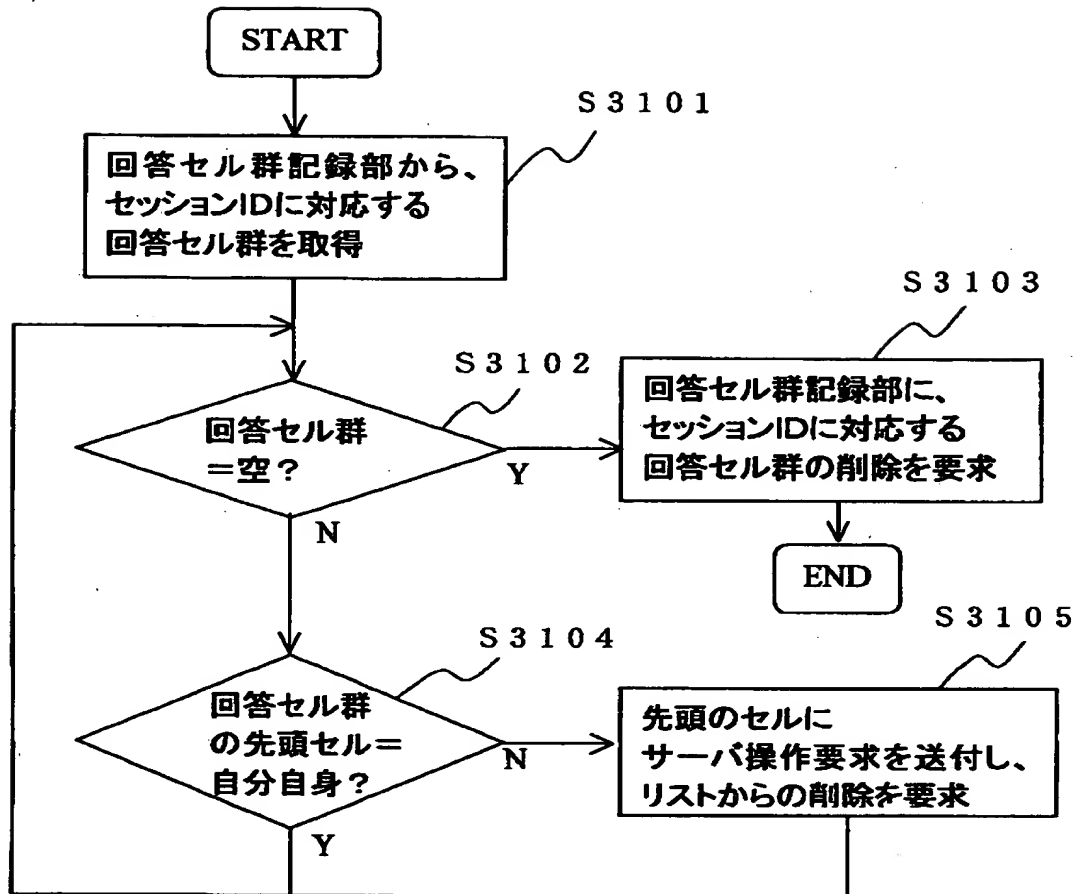 START
S3101
回答セル群記録部から、
セッションIDに対応する
回答セル群を取得
S3103
S3102
回答セル群
=空?
Y
N
回答セル群記録部に、
セッションIDに対応する
回答セル群の削除を要求
END
S3105
S3104
回答セル群
の先頭セル=
自分自身?
N
Y
先頭のセルに
サーバ操作要求を送付し、
リストからの削除を要求